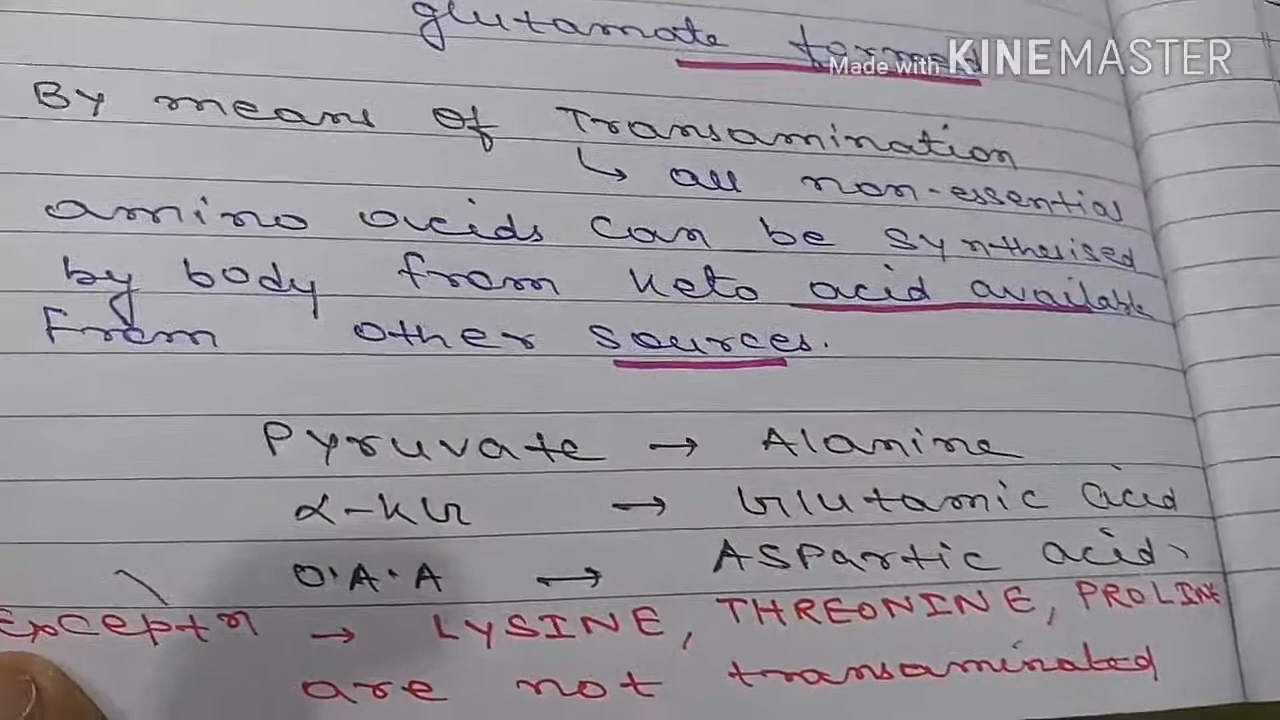 glutamate formed
Made with KINEMASTER
By means of Transamination
↳ all non-essential
amino acids can be synthesised
by body from keto acid available
From other sources.
Pyruvate → Alanine
α-KG → Glutamic acid
O.A.A → Aspartic acid.
Exceptn → LYSINE, THREONINE, PROLINE
are not transaminated